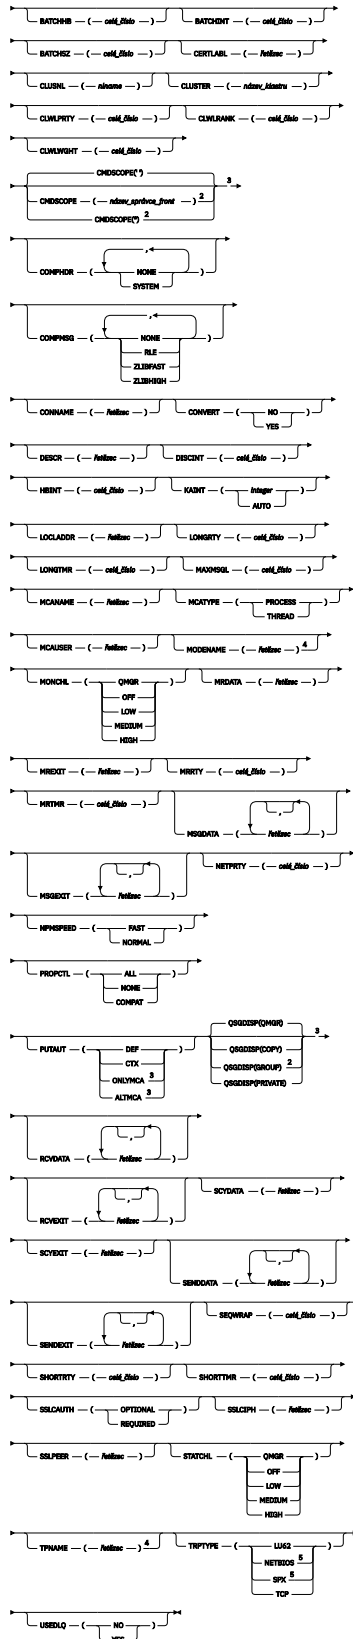 BATCHHB — ( — celé_číslo — ) BATCHINT — ( — celé_číslo — )
BATCHSZ — ( — celé_číslo — ) CERTLABL — ( — řetězec — )
CLUSNL — ( — nlname — ) CLUSTER — ( — název_klastru — )
CLWLPRTY — ( — celé_číslo — ) CLWLRANK — ( — celé_číslo — )
CLWLWGHT — ( — celé_číslo — )
CMDSCOPE(' ') 3
CMDSCOPE — ( — název_správce_front — ) 2
CMDSCOPE(*) 2
COMPHDR — ( , NONE )
SYSTEM
COMPMSG — ( , NONE )
RLE
ZLIBFAST
ZLIBHIGH
CONNAME — ( — řetězec — ) CONVERT — ( NO )
YES
DESCR — ( — řetězec — ) DISCINT — ( — celé_číslo — )
HBINT — ( — celé_číslo — ) KAINT — ( integer )
AUTO
LOCLADDR — ( — řetězec — ) LONGRTY — ( — celé_číslo — )
LONGTMR — ( — celé_číslo — ) MAXMSGL — ( — celé_číslo — )
MCANAME — ( — řetězec — ) MCATYPE — ( PROCESS )
THREAD
MCAUSER — ( — řetězec — ) MODENAME — ( — řetězec — ) 4
MONCHL — ( QMGR ) MRDATA — ( — řetězec — )
OFF
LOW
MEDIUM
HIGH
MREXIT — ( — řetězec — ) MRRTY — ( — celé_číslo — )
MRTMR — ( — celé_číslo — ) MSGDATA — ( , řetězec )
MSGEXIT — ( , řetězec ) NETPRTY — ( — celé_číslo — )
NPMSPEED — ( FAST )
NORMAL
PROPCTL — ( ALL )
NONE
COMPAT
PUTAUT — ( DEF ) QSGDISP(QMGR) 3
CTX QSGDISP(COPY)
ONLYMCA 3 QSGDISP(GROUP) 2
ALTMCA 3 QSGDISP(PRIVATE)
RCVDATA — ( , řetězec )
RCVEXIT — ( , řetězec ) SCYDATA — ( — řetězec — )
SCYEXIT — ( — řetězec — ) SENDDATA — ( , řetězec )
SENDEXIT — ( , řetězec ) SEQWRAP — ( — celé_číslo — )
SHORTRTY — ( — celé_číslo — ) SHORTTMR — ( — celé_číslo — )
SSLCAUTH — ( OPTIONAL ) SSLCIPH — ( — řetězec — )
REQUIRED
SSLPEER — ( — řetězec — ) STATCHL — ( QMGR )
OFF
LOW
MEDIUM
HIGH
TPNAME — ( — řetězec — ) 4 TRPTYPE — ( LU62 )
NETBIOS 5
SPX 5
TCP
USEDLQ — ( NO )
YES